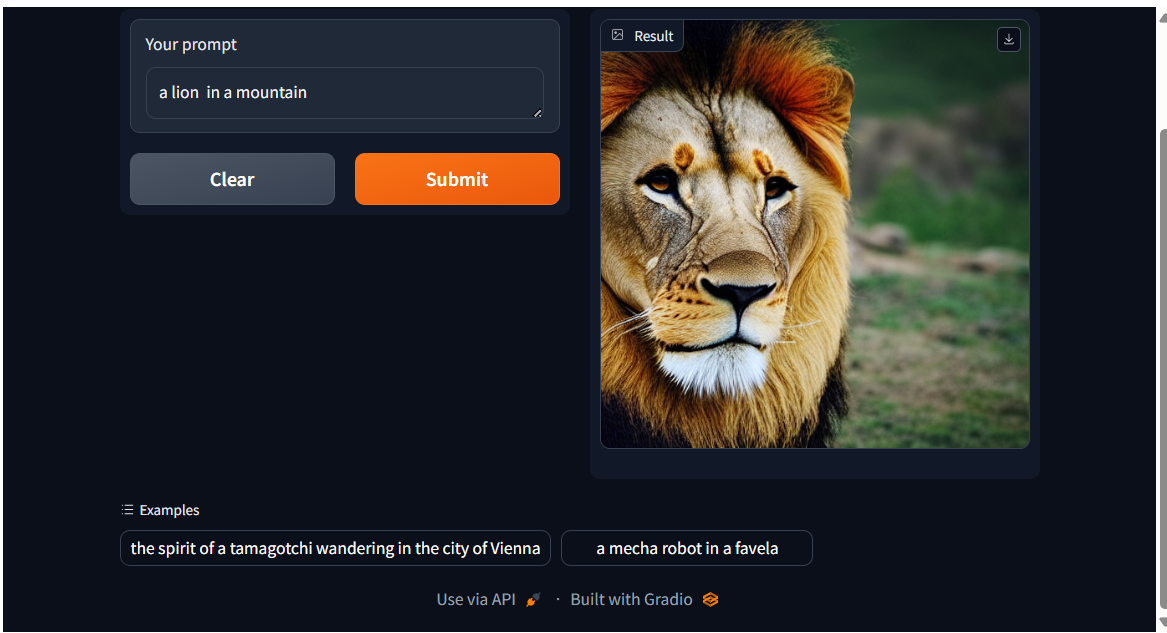 Your prompt
a lion  in a mountain
Clear
Submit
Result
Examples
the spirit of a tamagotchi wandering in the city of Vienna
a mecha robot in a favela
Use via API · Built with Gradio